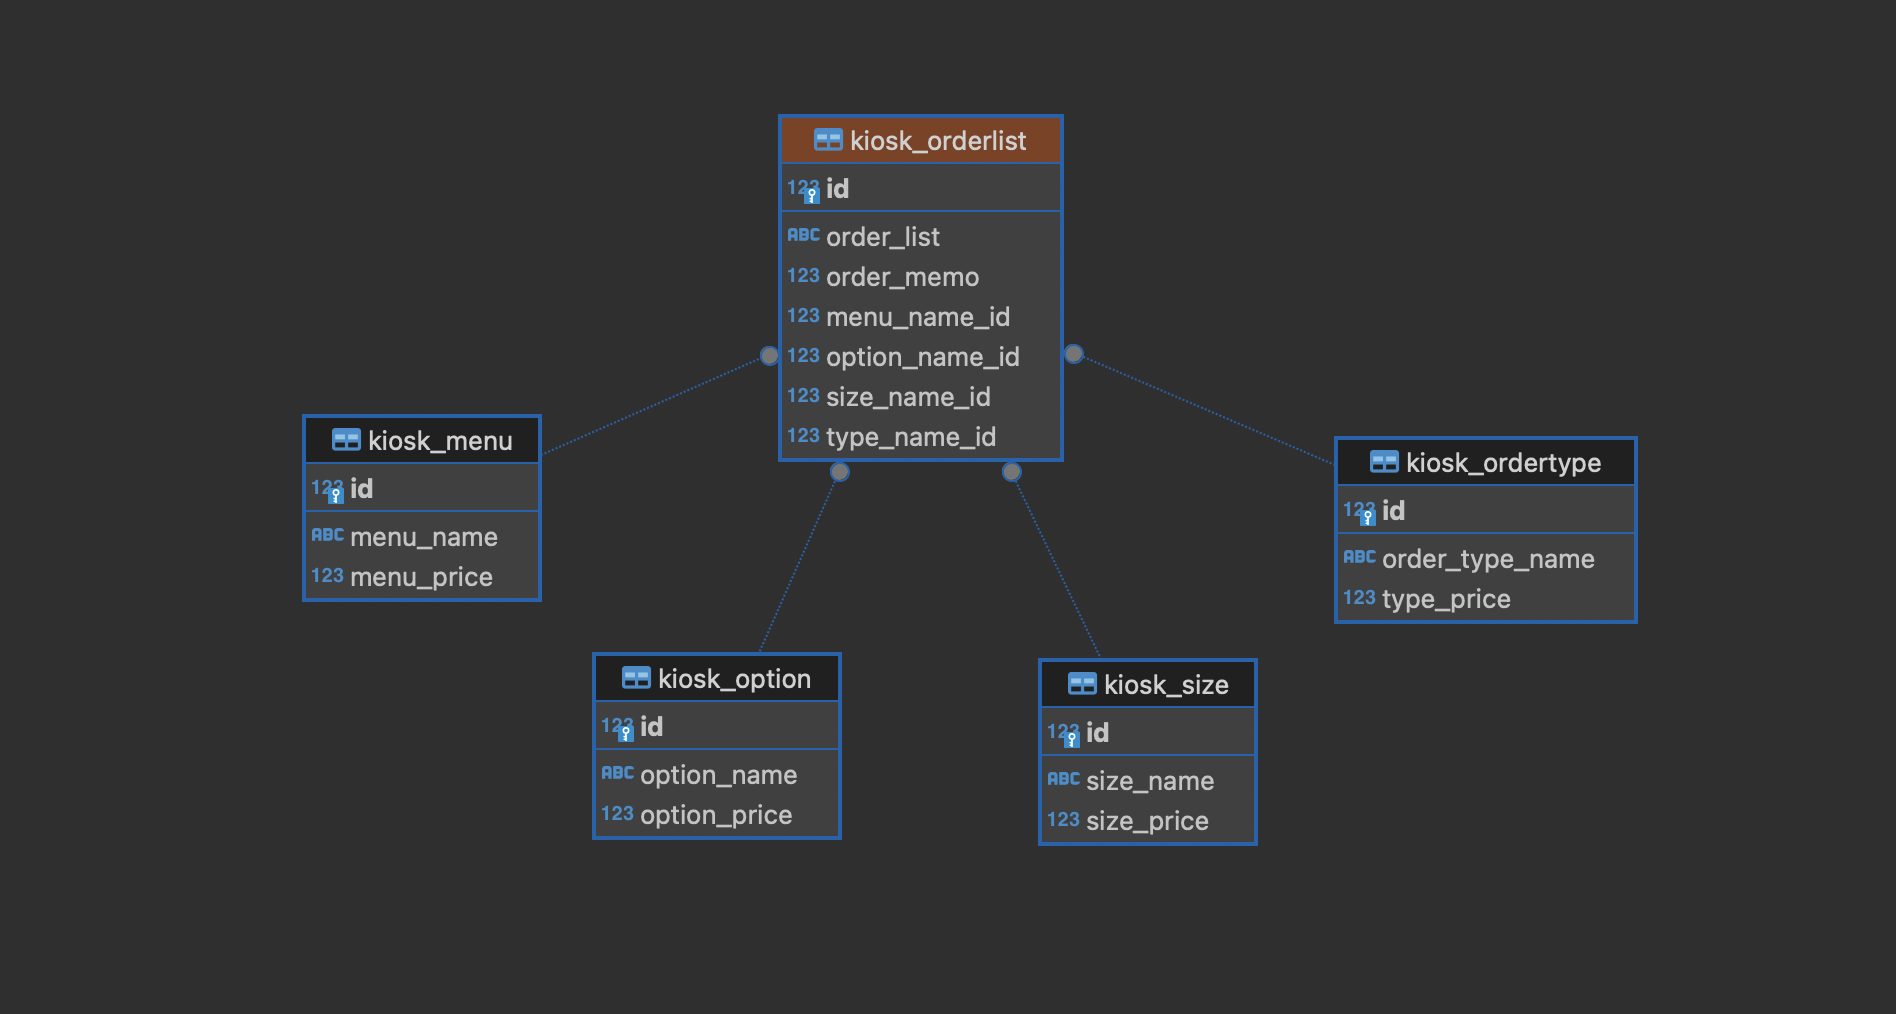 kiosk_orderlist
123 id
ABC order_list
123 order_memo
123 menu_name_id
123 option_name_id
123 size_name_id
123 type_name_id
kiosk_menu
123 id
ABC menu_name
123 menu_price
kiosk_ordertype
123 id
ABC order_type_name
123 type_price
kiosk_option
123 id
ABC option_name
123 option_price
kiosk_size
123 id
ABC size_name
123 size_price